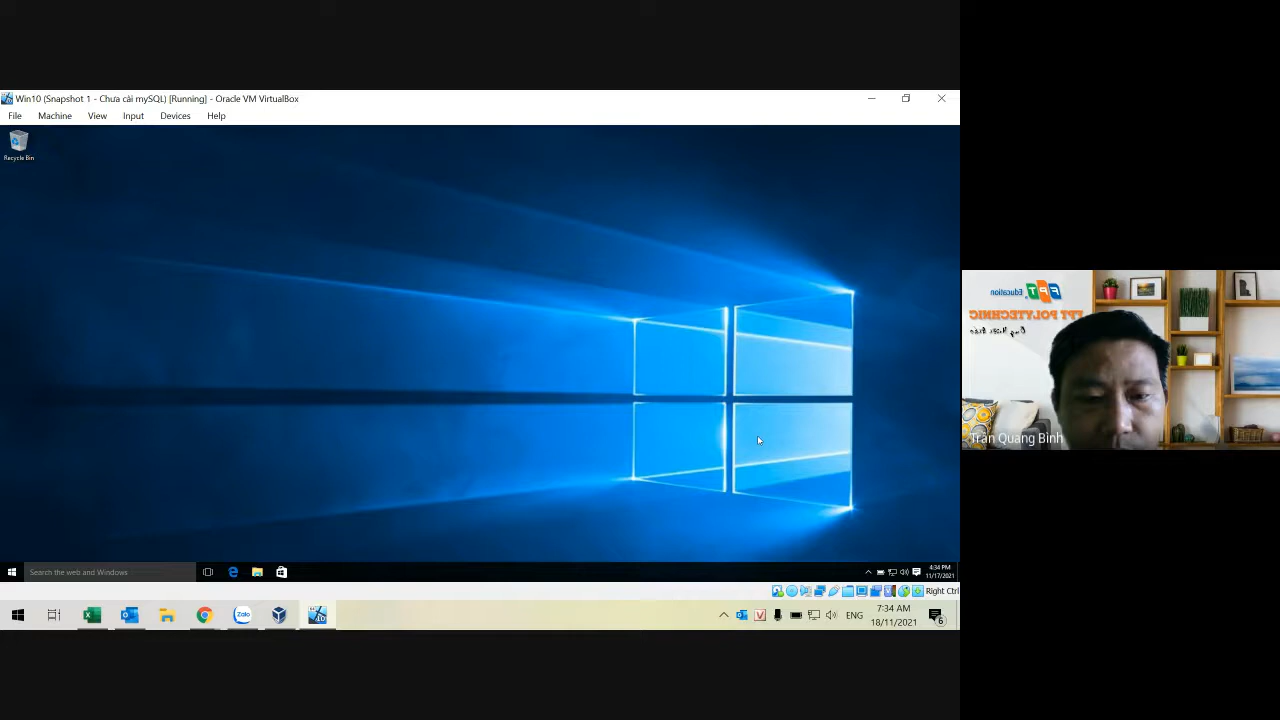 Win10 (Snapshot 1 - Chưa cài mySQL) [Running] - Oracle VM VirtualBox
File Machine View Input Devices Help
Recycle Bin
Search the web and Windows
4:34 PM
11/17/2021
Right Ctrl
Zalo
ENG
7:34 AM
18/11/2021
6
FPT Education
FPT POLYTECHNIC
Trần Quang Bình